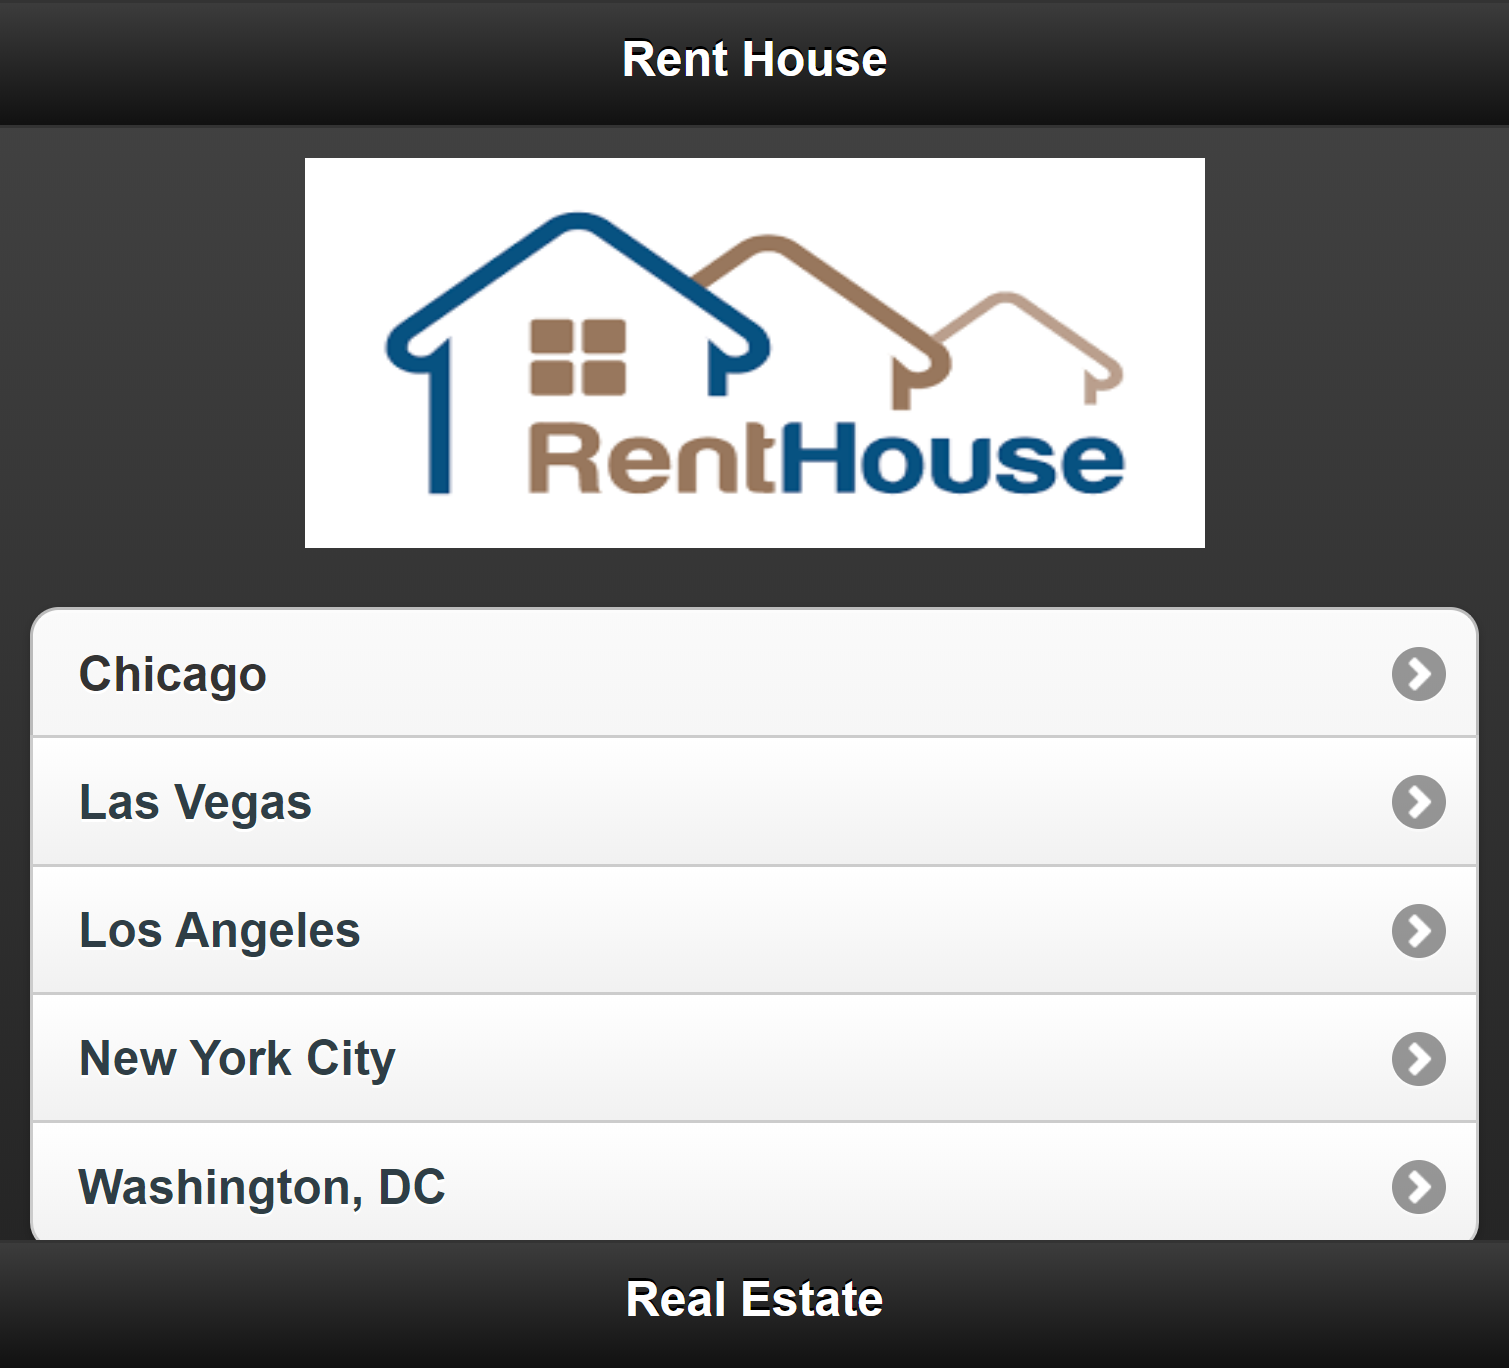 Rent House
RentHouse
Chicago
Las Vegas
Los Angeles
New York City
Washington, DC
Real Estate